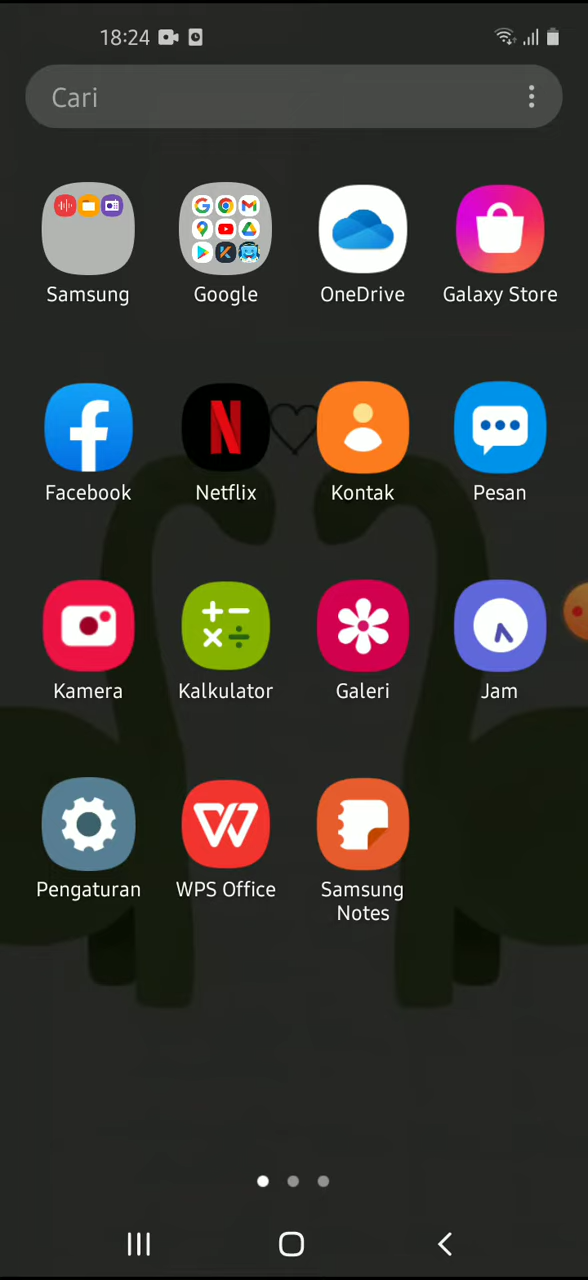 18:24
Cari
Samsung
Google
OneDrive
Galaxy Store
Facebook
Netflix
Kontak
Pesan
Kamera
Kalkulator
Galeri
Jam
Pengaturan
WPS Office
Samsung
Notes